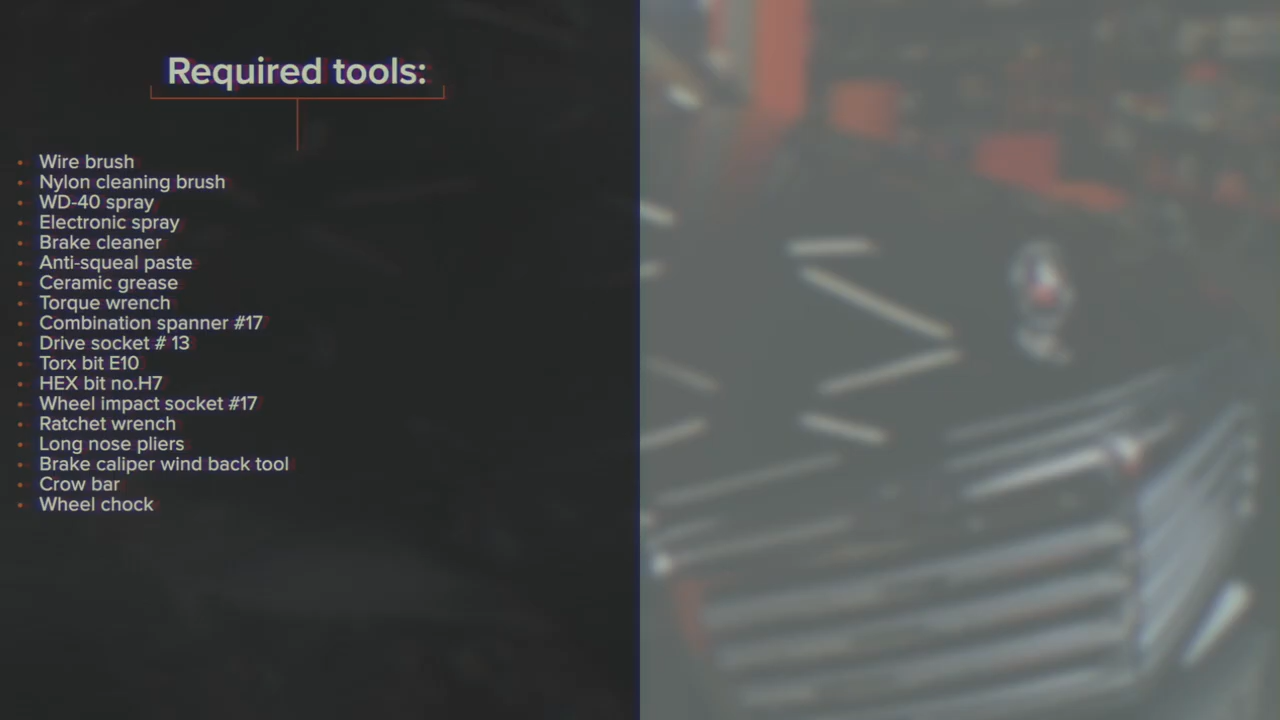 Required tools:
Wire brush
Nylon cleaning brush
WD-40 spray
Electronic spray
Brake cleaner
Anti-squeal paste
Ceramic grease
Torque wrench
Combination spanner #17
Drive socket # 13
Torx bit E10
HEX bit no.H7
Wheel impact socket #17
Ratchet wrench
Long nose pliers
Brake caliper wind back tool
Crow bar
Wheel chock